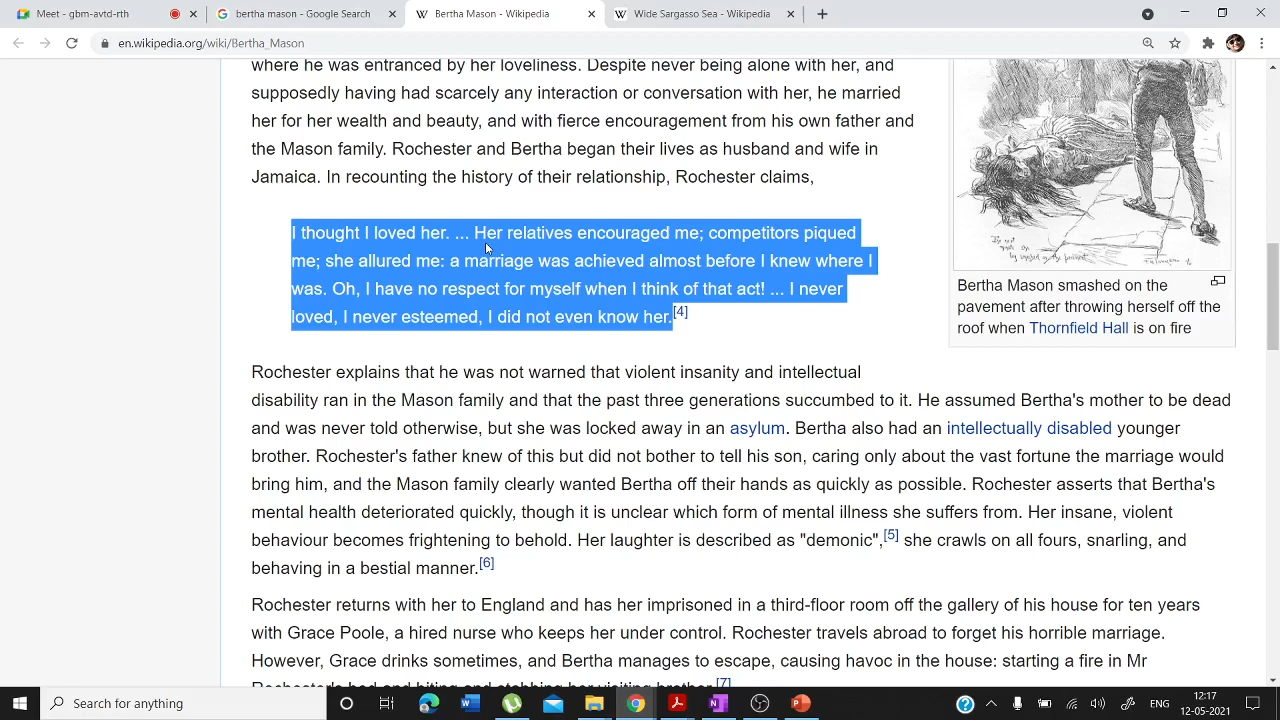 Meet - gbm-avtd-rth
bertha mason - Google Search
Bertha Mason - Wikipedia
Wide Sargasso Sea - Wikipedia
en.wikipedia.org/wiki/Bertha_Mason
where he was entranced by her loveliness. Despite never being alone with her, and
supposedly having had scarcely any interaction or conversation with her, he married
her for her wealth and beauty, and with fierce encouragement from his own father and
the Mason family. Rochester and Bertha began their lives as husband and wife in
Jamaica. In recounting the history of their relationship, Rochester claims,
I thought I loved her. ... Her relatives encouraged me; competitors piqued
me; she allured me: a marriage was achieved almost before I knew where I
was. Oh, I have no respect for myself when I think of that act! ... I never
loved, I never esteemed, I did not even know her.[4]
Bertha Mason smashed on the
pavement after throwing herself off the
roof when Thornfield Hall is on fire
Rochester explains that he was not warned that violent insanity and intellectual
disability ran in the Mason family and that the past three generations succumbed to it. He assumed Bertha's mother to be dead
and was never told otherwise, but she was locked away in an asylum. Bertha also had an intellectually disabled younger
brother. Rochester's father knew of this but did not bother to tell his son, caring only about the vast fortune the marriage would
bring him, and the Mason family clearly wanted Bertha off their hands as quickly as possible. Rochester asserts that Bertha's
mental health deteriorated quickly, though it is unclear which form of mental illness she suffers from. Her insane, violent
behaviour becomes frightening to behold. Her laughter is described as "demonic",[5] she crawls on all fours, snarling, and
behaving in a bestial manner.[6]
Rochester returns with her to England and has her imprisoned in a third-floor room off the gallery of his house for ten years
with Grace Poole, a hired nurse who keeps her under control. Rochester travels abroad to forget his horrible marriage.
However, Grace drinks sometimes, and Bertha manages to escape, causing havoc in the house: starting a fire in Mr
Rochester's bed and biting and stabbing her visiting brother.[7]
Type here to search
ENG
12:17
12-05-2021